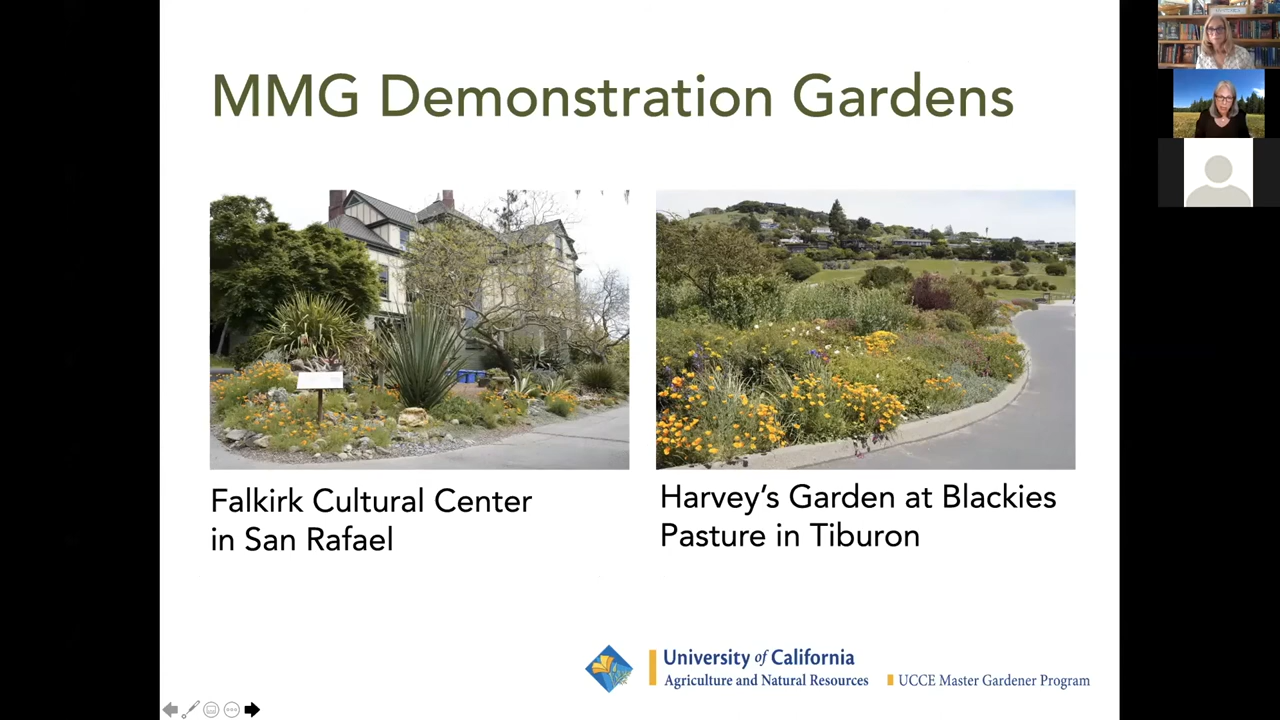 MMG Demonstration Gardens
Falkirk Cultural Center
in San Rafael
Harvey's Garden at Blackies
Pasture in Tiburon
University of California
Agriculture and Natural Resources
UCCE Master Gardener Program